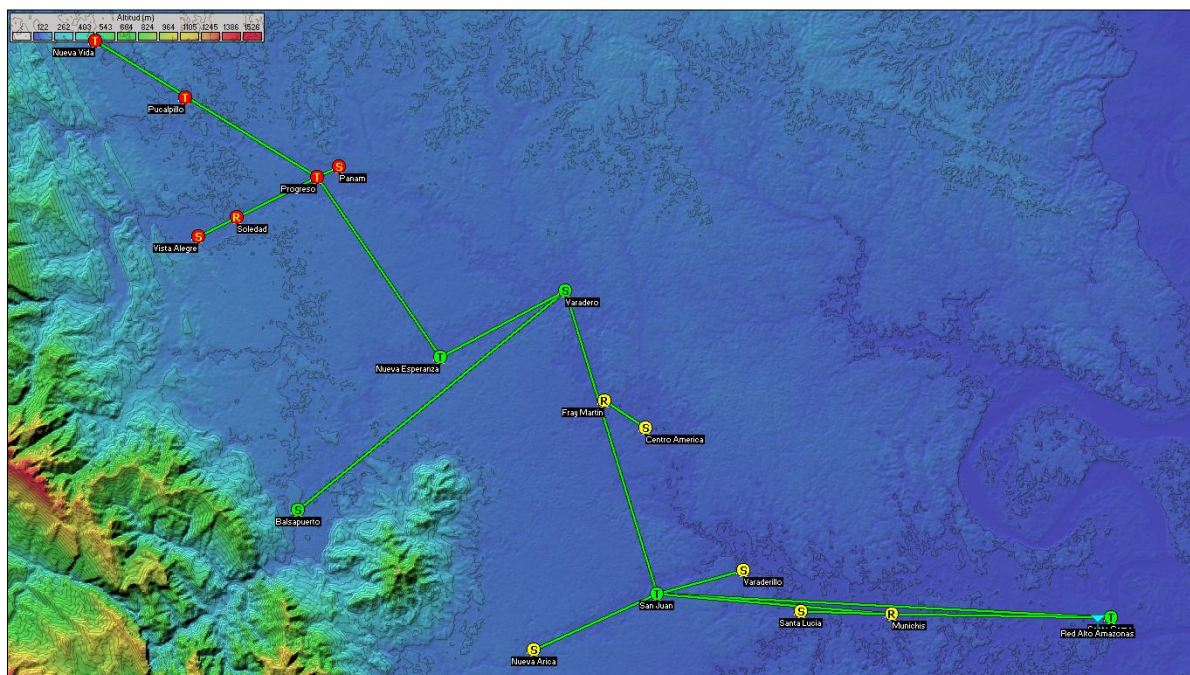 Altitud (m)
122 262 403 543 684 824 964 1105 1245 1386 1526
T
Nueva Vida
T
Pucalpillo
S
Panam
T
Progreso
R
Soledad
S
Vista Alegre
S
Varadero
T
Nueva Esperanza
R
Fray Martin
S
Centro America
S
Balsapuerto
S
Varaderillo
T
San Juan
S
Santa Lucia
R
Munichis
T
Red Alto Amazonas
S
Nueva Arica